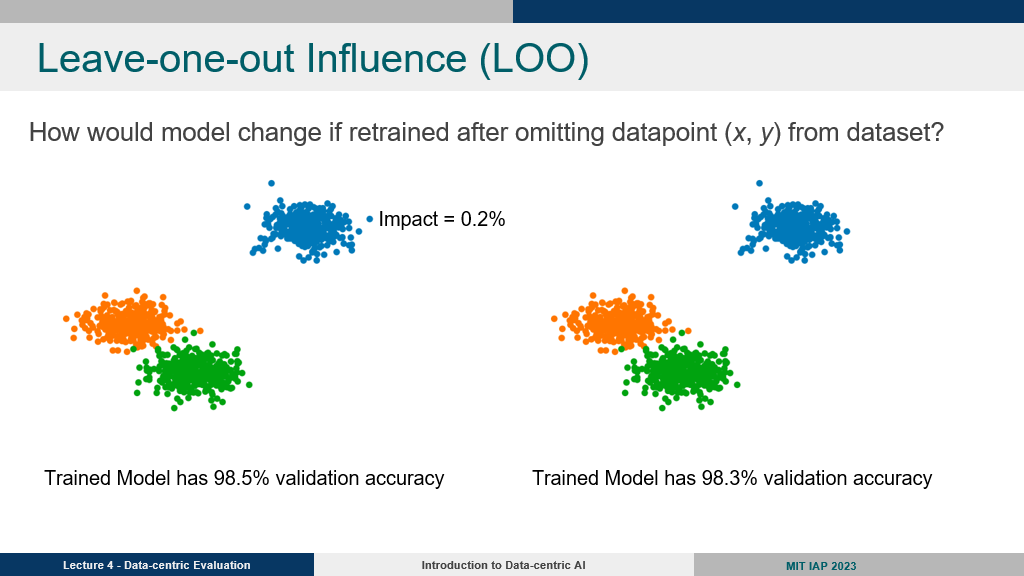 Leave-one-out Influence (LOO)
How would model change if retrained after omitting datapoint (x, y) from dataset?
Impact = 0.2%
Trained Model has 98.5% validation accuracy
Trained Model has 98.3% validation accuracy
Lecture 4 - Data-centric Evaluation
Introduction to Data-centric AI
MIT IAP 2023